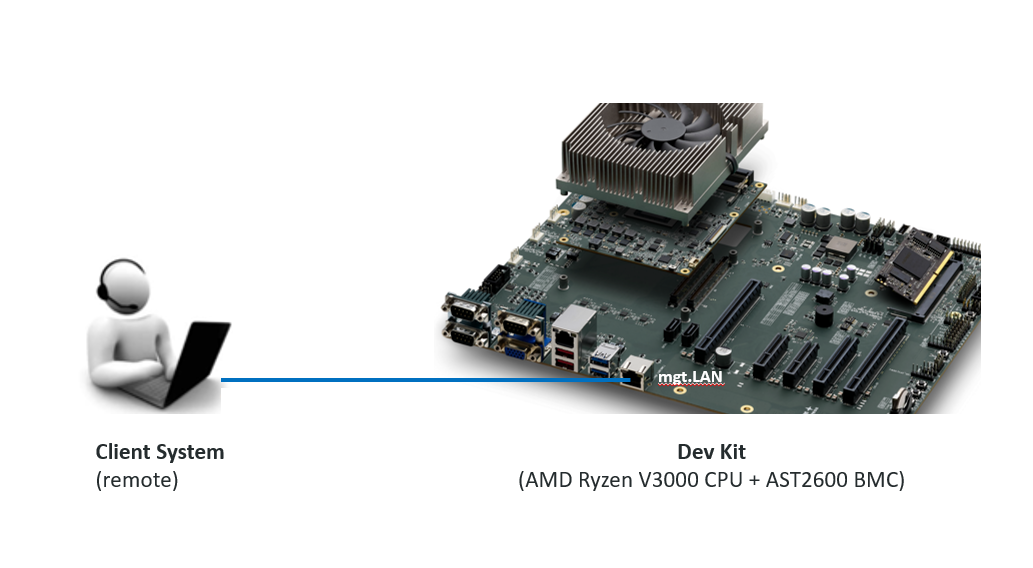 mgt.LAN
Client System
(remote)
Dev Kit
(AMD Ryzen V3000 CPU + AST2600 BMC)